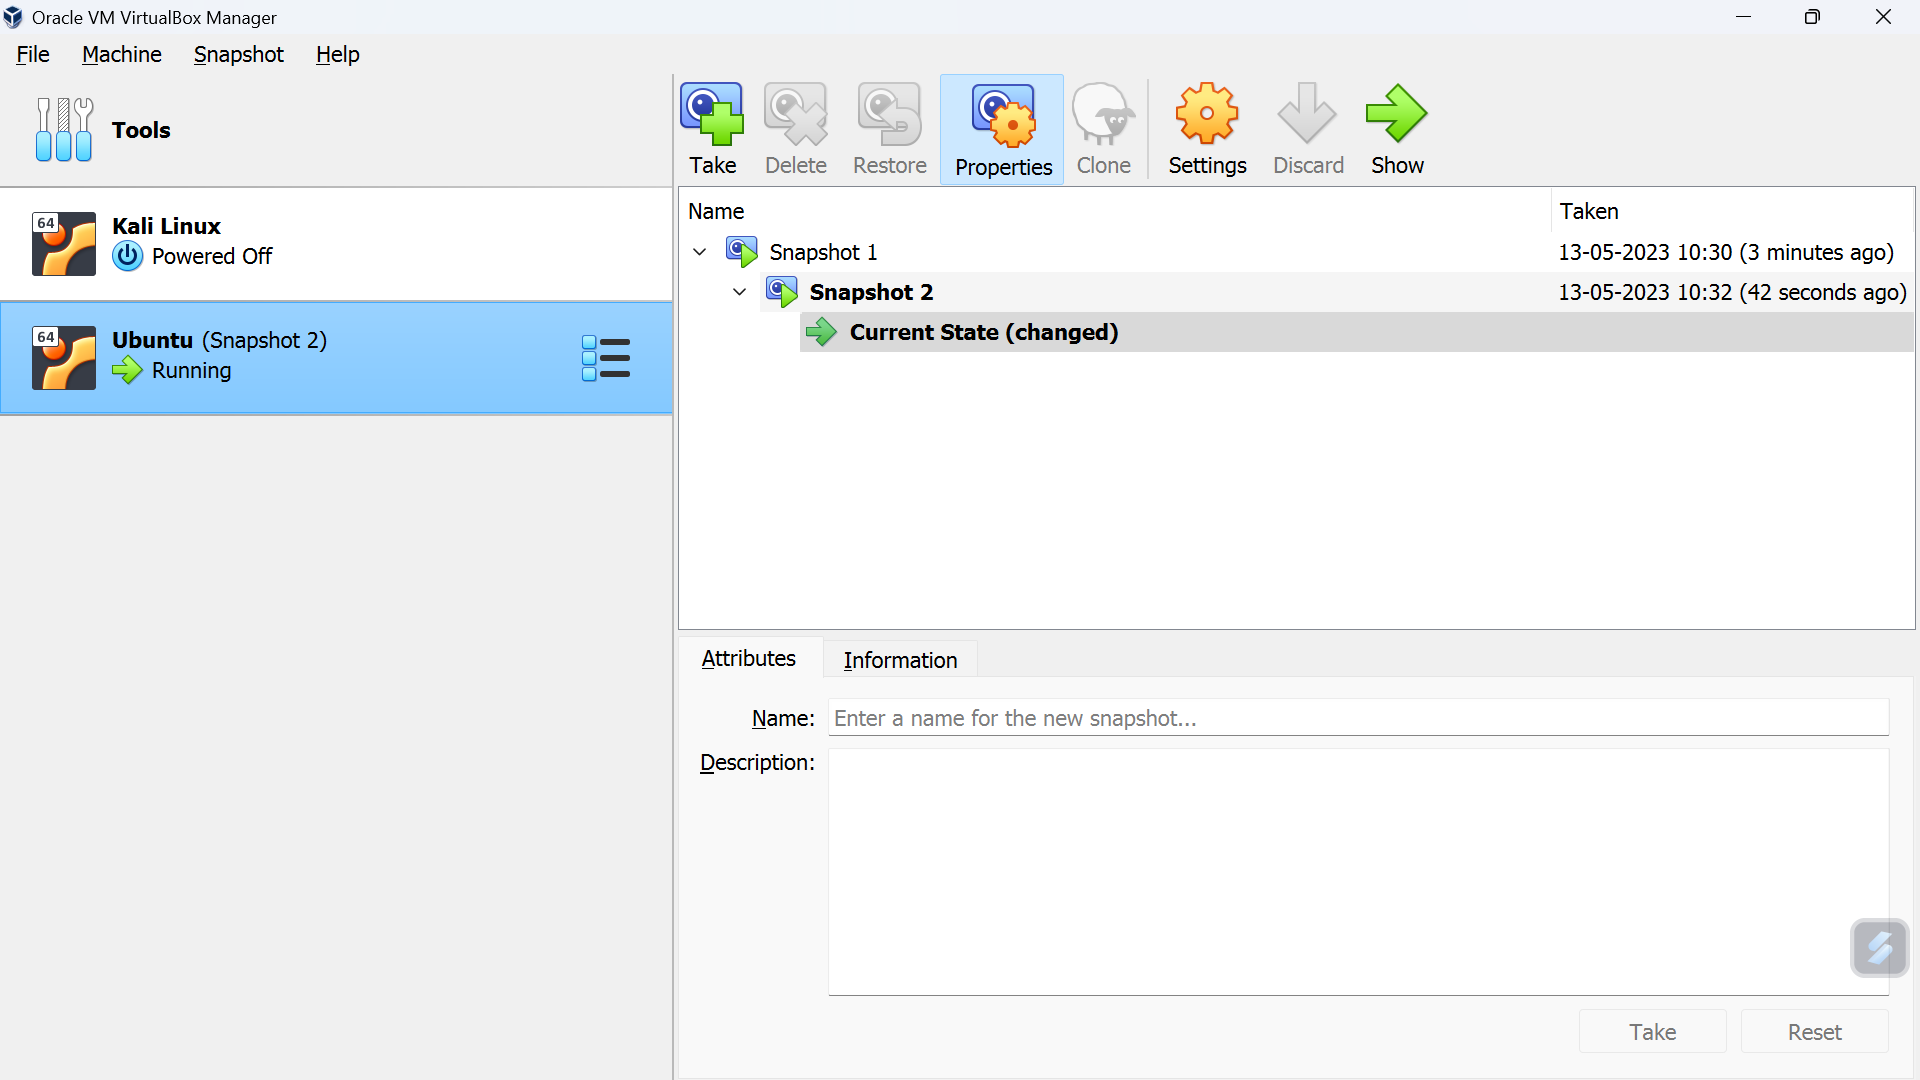 Oracle VM VirtualBox Manager
File Machine Snapshot Help
Tools
64
Kali Linux
Powered Off
64
Ubuntu (Snapshot 2)
Running
Take Delete Restore Properties Clone Settings Discard Show
Name Taken
Snapshot 1 13-05-2023 10:30 (3 minutes ago)
Snapshot 2 13-05-2023 10:32 (42 seconds ago)
Current State (changed)
Attributes Information
Name: Enter a name for the new snapshot...
Description:
Take Reset